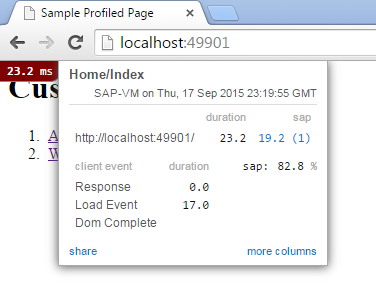 Sample Profiled Page
localhost:49901
23.2 ms
Home/Index
SAP-VM on Thu, 17 Sep 2015 23:19:55 GMT
duration sap
http://localhost:49901/ 23.2 19.2 (1)
client event duration sap: 82.8 %
Response 0.0
Load Event 17.0
Dom Complete
share more columns
Cus
1. A
2. W